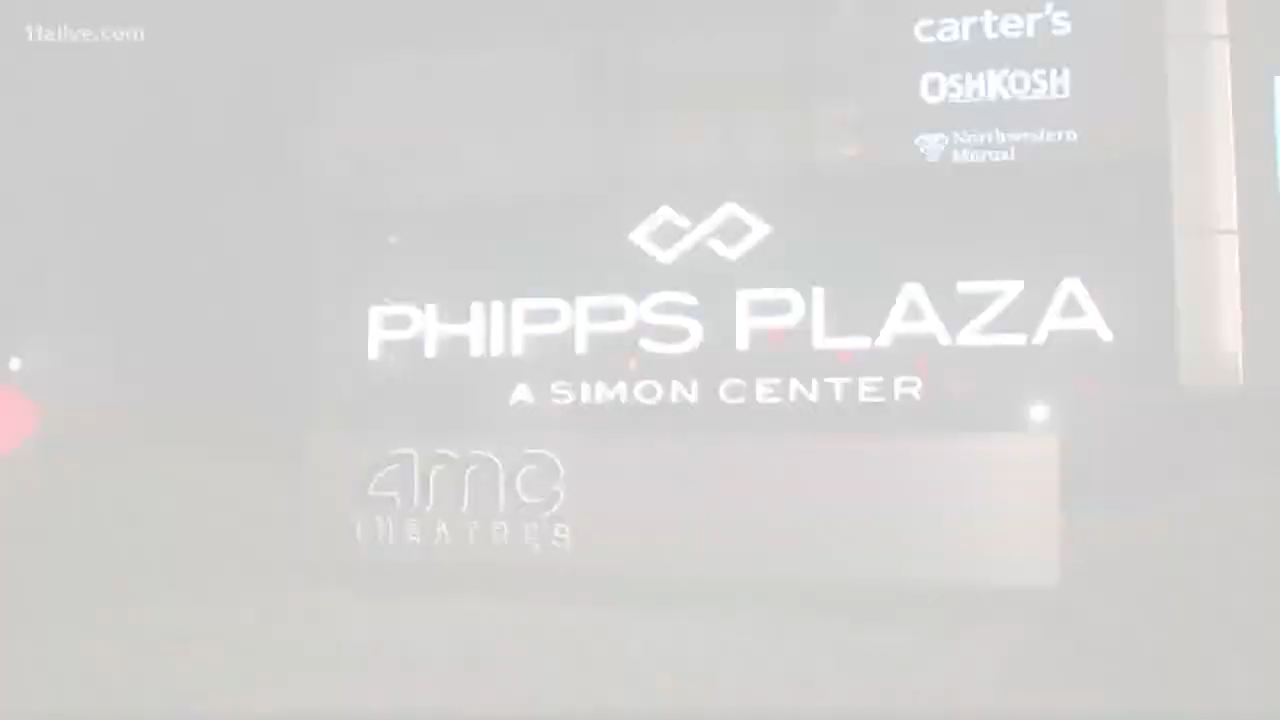 11alive.com
carter's
OSHKOSH
Northwestern
Mutual
PHIPPS PLAZA
A SIMON CENTER
amc
THEATRES